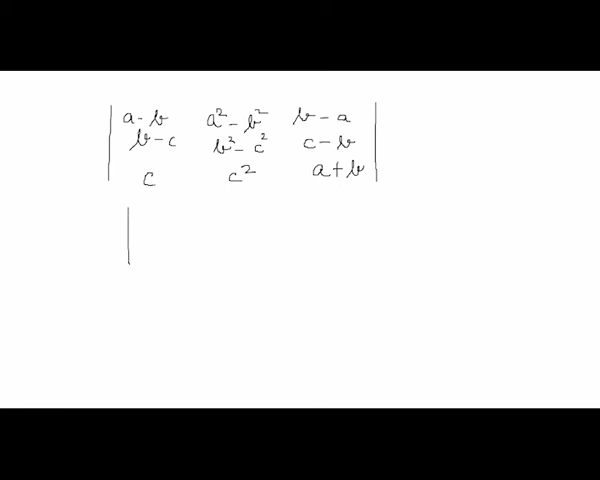 a - b a² - b² b - a
b - c b² - c² c - b
c c² a + b